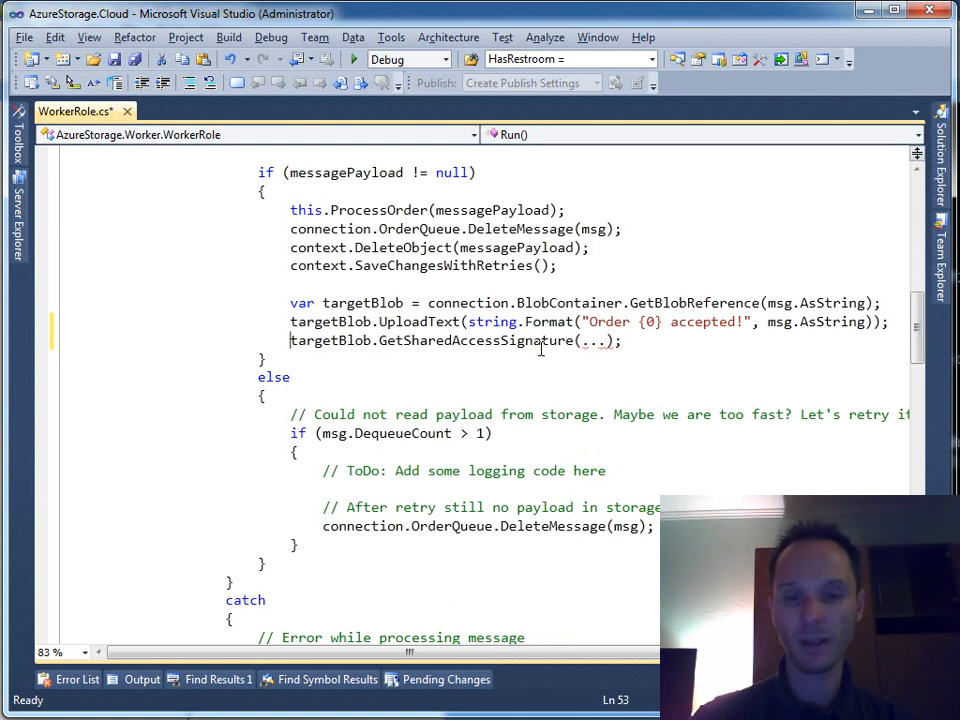 AzureStorage.Cloud - Microsoft Visual Studio (Administrator)
File Edit View Refactor Project Build Debug Team Data Tools Architecture Test Analyze Window Help
Debug HasRestroom =
Publish: Create Publish Settings
WorkerRole.cs*
AzureStorage.Worker.WorkerRole Run()
Toolbox
Server Explorer
Solution Explorer
Team Explorer
if (messagePayload != null)
{
this.ProcessOrder(messagePayload);
connection.OrderQueue.DeleteMessage(msg);
context.DeleteObject(messagePayload);
context.SaveChangesWithRetries();
var targetBlob = connection.BlobContainer.GetBlobReference(msg.AsString);
targetBlob.UploadText(string.Format("Order {0} accepted!", msg.AsString));
targetBlob.GetSharedAccessSignature(...);
}
else
{
// Could not read payload from storage. Maybe we are too fast? Let's retry it
if (msg.DequeueCount > 1)
{
// ToDo: Add some logging code here
// After retry still no payload in storage
connection.OrderQueue.DeleteMessage(msg);
}
}
}
catch
{
// Error while processing message
83 %
Error List Output Find Results 1 Find Symbol Results Pending Changes
Ready Ln 53